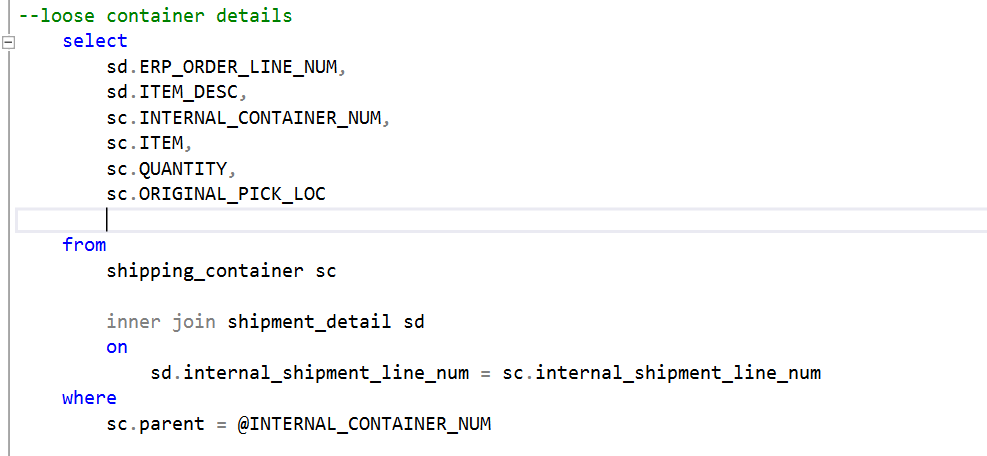 --loose container details
select
sd.ERP_ORDER_LINE_NUM,
sd.ITEM_DESC,
sc.INTERNAL_CONTAINER_NUM,
sc.ITEM,
sc.QUANTITY,
sc.ORIGINAL_PICK_LOC
from
shipping_container sc
inner join shipment_detail sd
on
sd.internal_shipment_line_num = sc.internal_shipment_line_num
where
sc.parent = @INTERNAL_CONTAINER_NUM